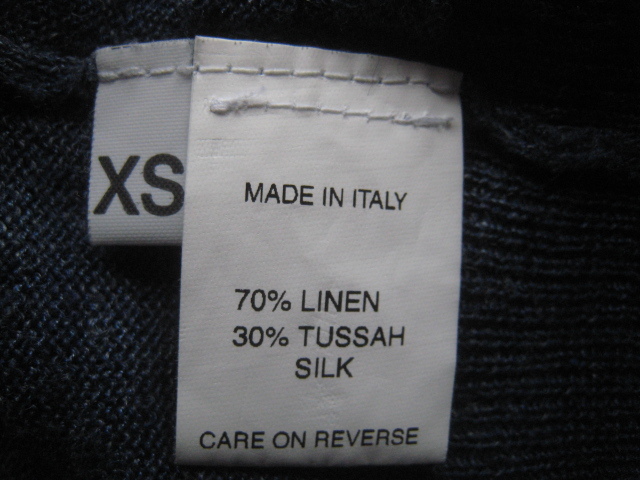 XS
MADE IN ITALY
70% LINEN
30% TUSSAH
SILK
CARE ON REVERSE